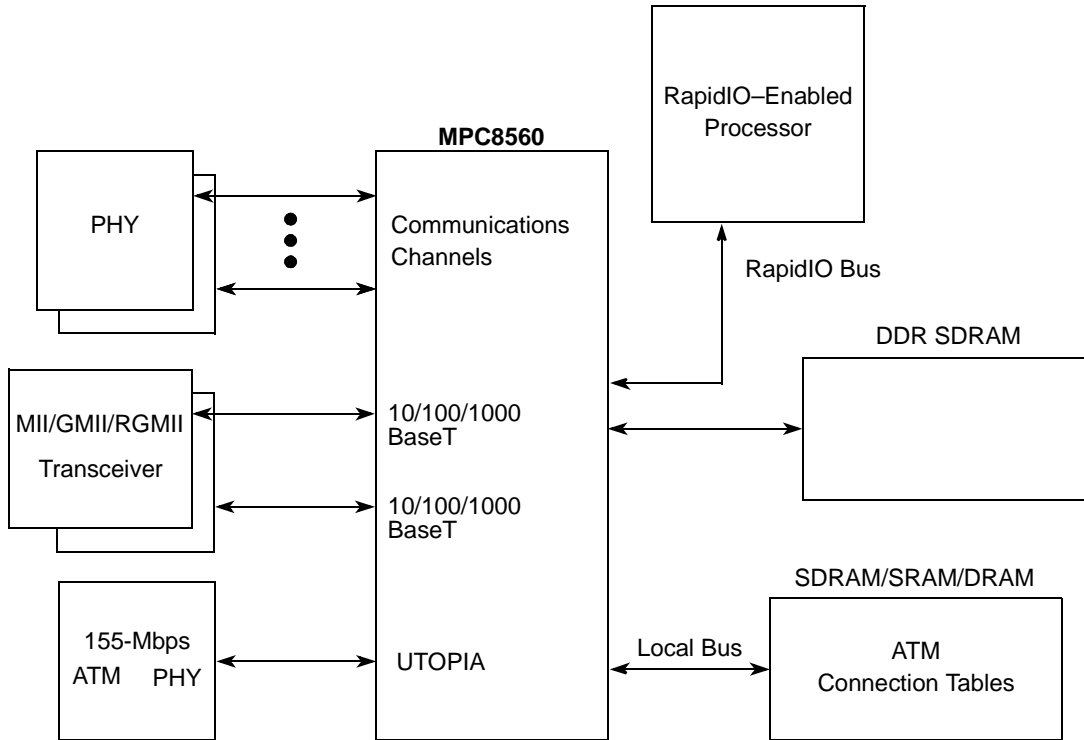 RapidIO–Enabled
Processor
MPC8560
PHY
Communications
Channels
RapidIO Bus
DDR SDRAM
MII/GMII/RGMII
Transceiver
10/100/1000
BaseT
10/100/1000
BaseT
SDRAM/SRAM/DRAM
155-Mbps
ATM PHY
UTOPIA
Local Bus
ATM
Connection Tables